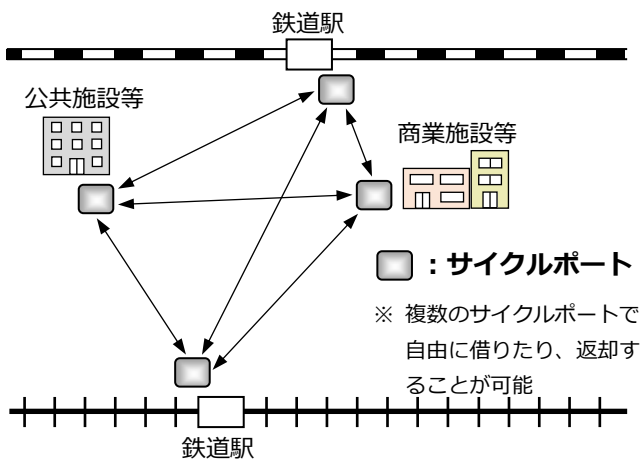 鉄道駅
公共施設等
商業施設等
：サイクルポート
※ 複数のサイクルポートで
自由に借りたり、返却す
ることが可能
鉄道駅